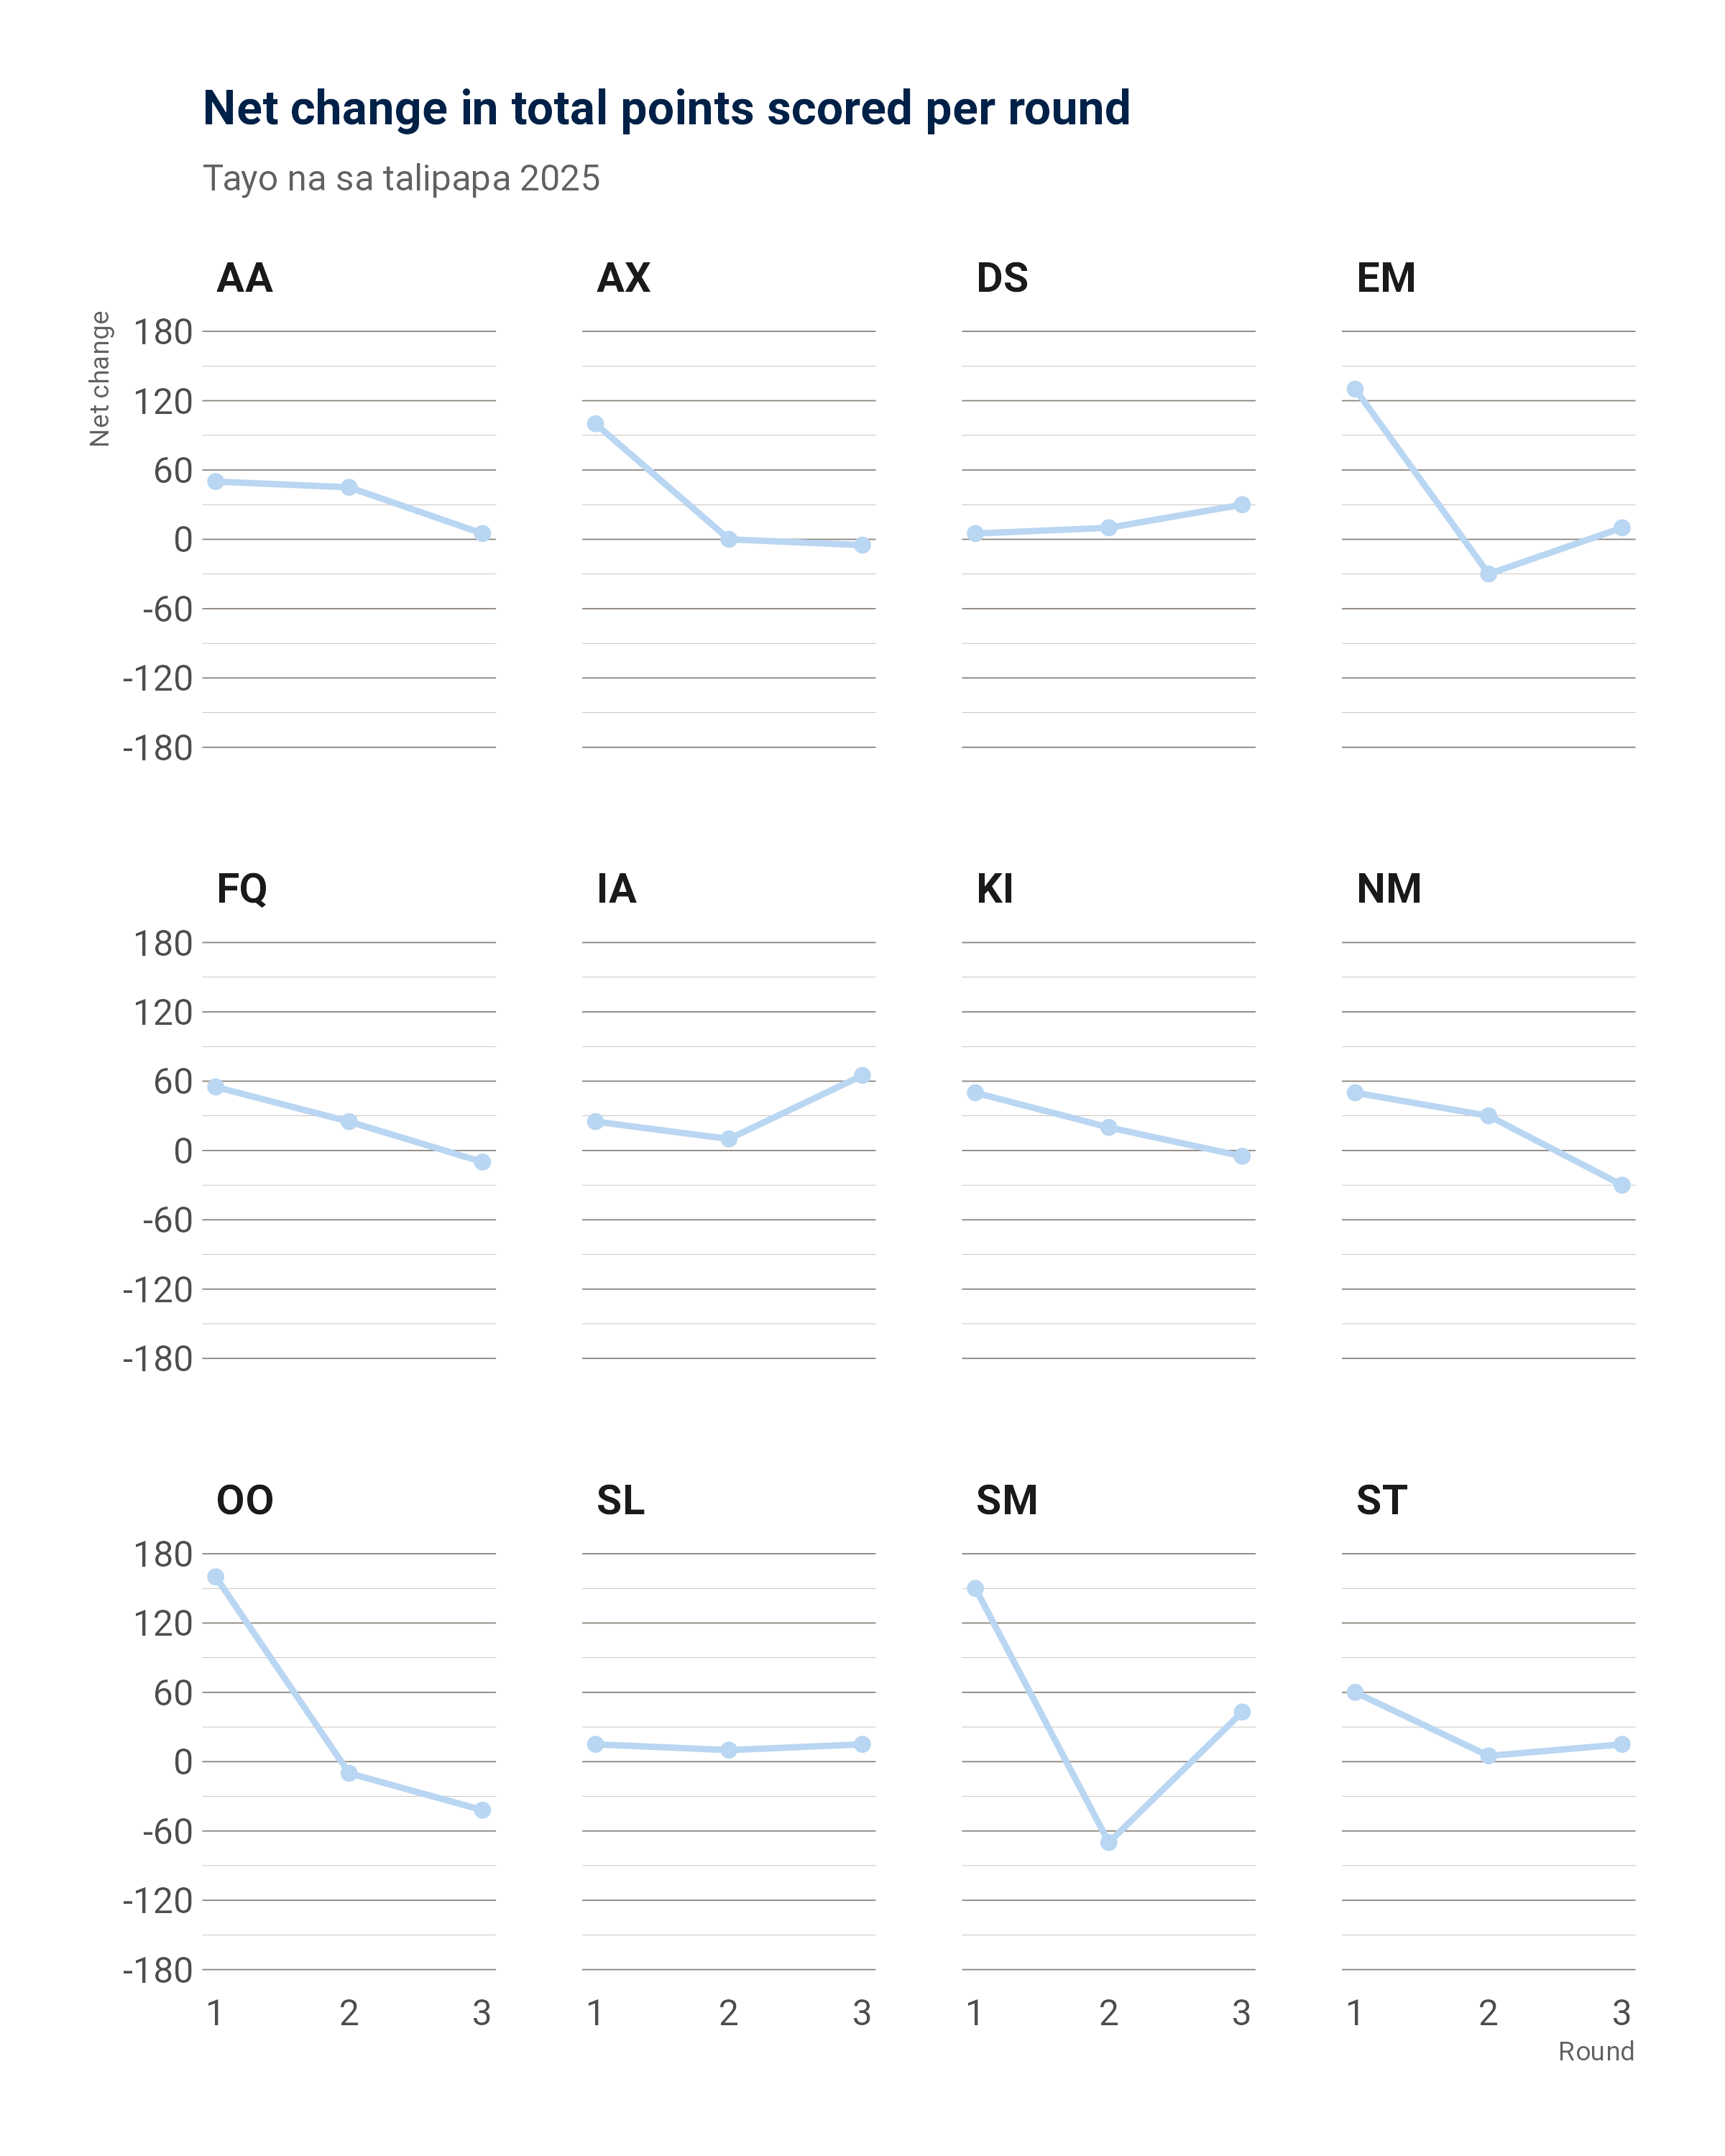 Net change in total points scored per round
Tayo na sa talipapa 2025
AA AX DS EM
Net change
180
120
60
0
-60
-120
-180
FQ IA KI NM
180
120
60
0
-60
-120
-180
OO SL SM ST
180
120
60
0
-60
-120
-180
1 2 3 1 2 3 1 2 3 1 2 3
Round